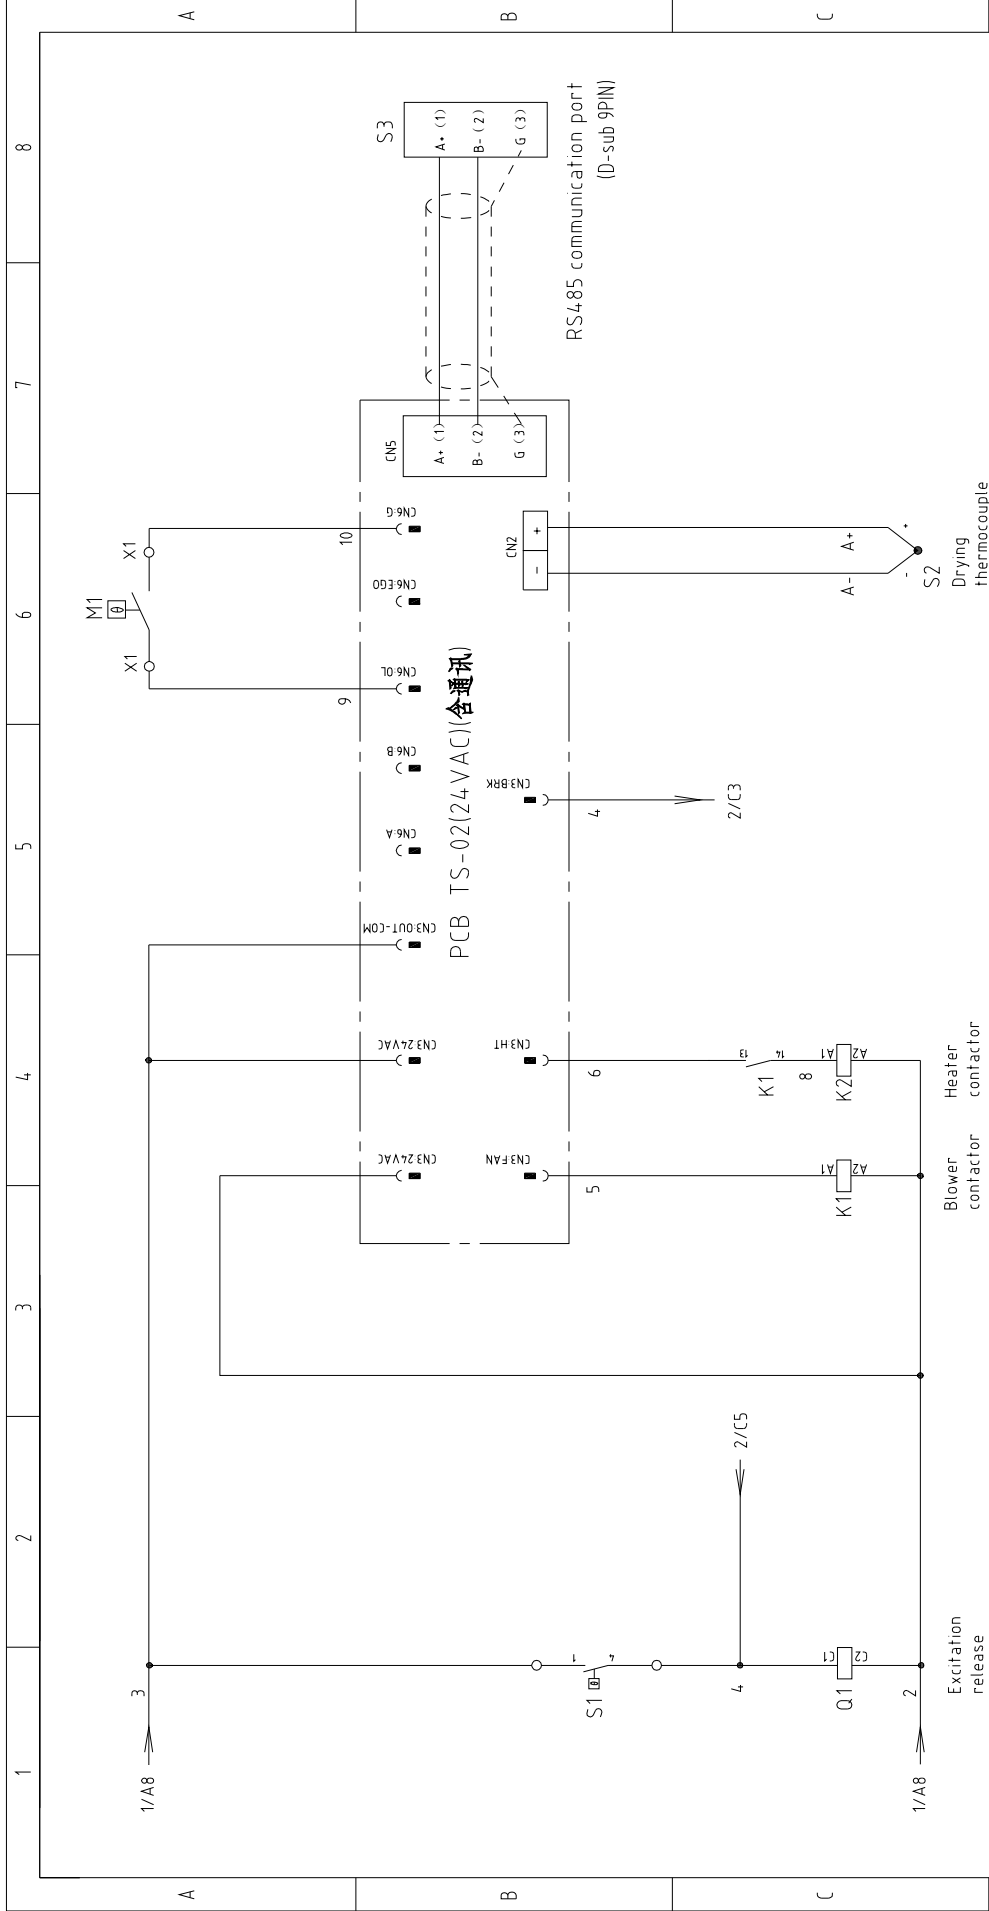 1
2
3
4
5
6
7
8
A
B
C
A
B
C
1/A8
3
M1
θ
X1
X1
9
10
CN3:24VAC
CN3:24VAC
CN3:OUT-COM
CN6:A
CN6:B
CN6:OL
CN6:EGO
CN6:G
CN5
A+ (1)
B- (2)
G (3)
S3
A+ (1)
B- (2)
G (3)
RS485 communication port
(D-sub 9PIN)
PCB TS-02(24VAC)(含通讯)
CN3:FAN
CN3:HT
CN3:BRK
CN2
-
+
5
6
4
2/C3
A-
A+
-
+
S2
Drying
thermocouple
S1
θ
1
4
2/C5
4
Q1
C1
C2
2
1/A8
Excitation
release
K1
A1
A2
Blower
contactor
K1
13
14
8
K2
A1
A2
Heater
contactor